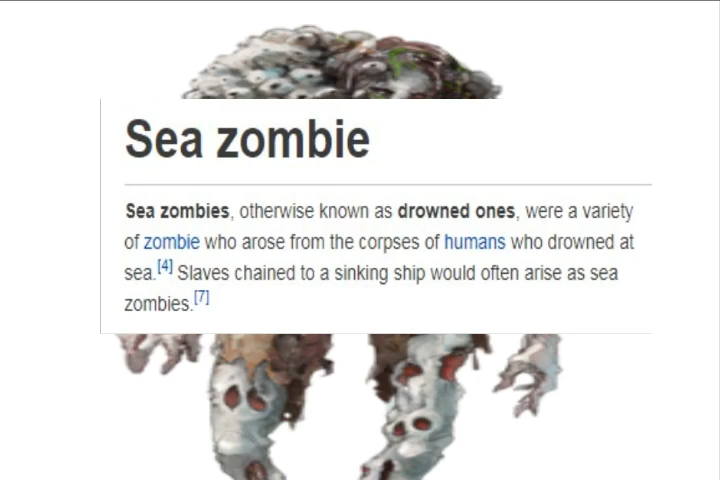 Sea zombie
Sea zombies, otherwise known as drowned ones, were a variety
of zombie who arose from the corpses of humans who drowned at
sea.[4] Slaves chained to a sinking ship would often arise as sea
zombies.[7]